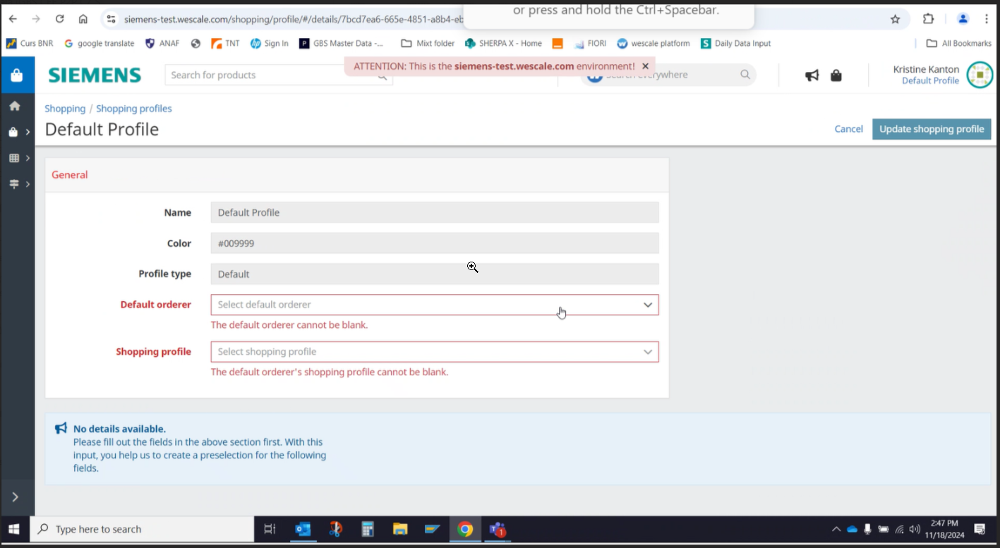 or press and hold the Ctrl+Spacebar.
siemens-test.wescale.com/shopping/profile/#/details/7bcd7ea6-665e-4851-a8b4-eb
Curs BNR google translate ANAF TNT Sign In GBS Master Data -... Mixt folder SHERPA X - Home FIORI wescale platform Daily Data Input All Bookmarks
ATTENTION: This is the siemens-test.wescale.com environment!
SIEMENS Search for products Search everywhere Kristine Kanton
Default Profile
Shopping / Shopping profiles
Default Profile Cancel Update shopping profile
General
Name Default Profile
Color #009999
Profile type Default
Default orderer Select default orderer
The default orderer cannot be blank.
Shopping profile Select shopping profile
The default orderer's shopping profile cannot be blank.
No details available.
Please fill out the fields in the above section first. With this
input, you help us to create a preselection for the following
fields.
Type here to search 2:47 PM
11/18/2024